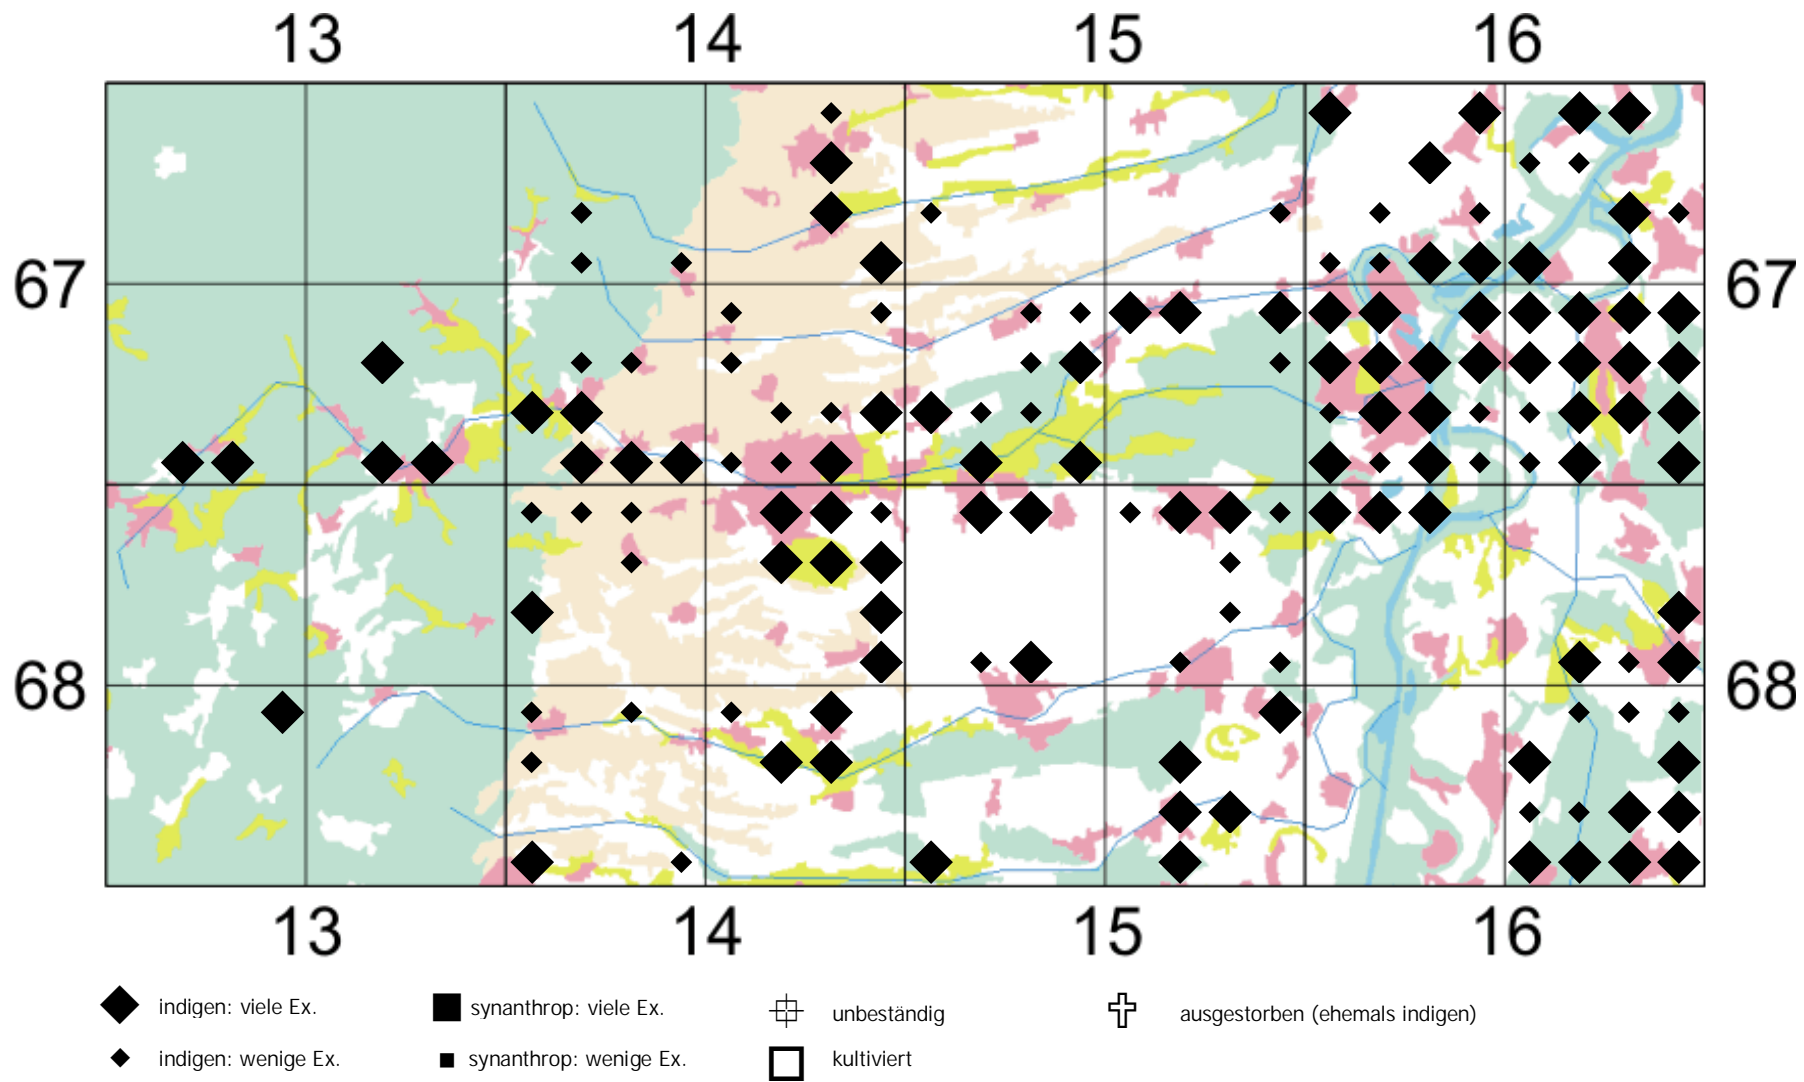 13 14 15 16
67 67
68 68
13 14 15 16
indigen: viele Ex. synanthrop: viele Ex. unbeständig ausgestorben (ehemals indigen)
indigen: wenige Ex. synanthrop: wenige Ex. kultiviert